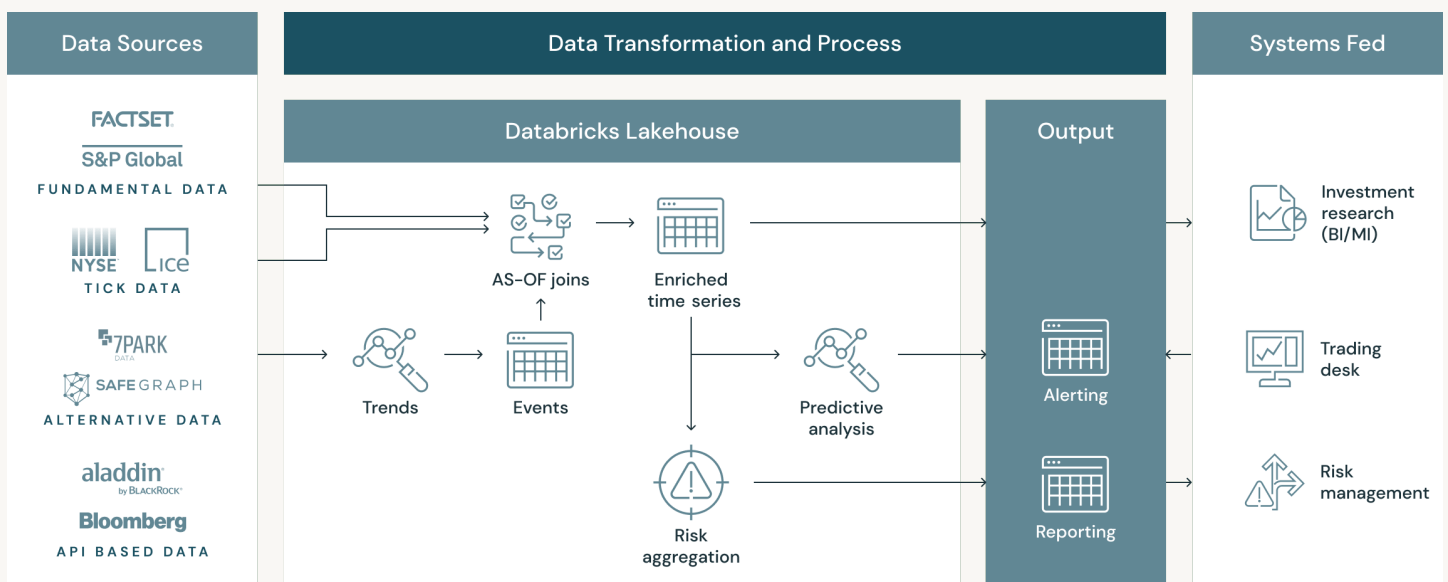 Data Sources
Data Transformation and Process
Systems Fed
FACTSET
S&P Global
FUNDAMENTAL DATA
NYSE
ICE
TICK DATA
7PARK
DATA
SAFEGRAPH
ALTERNATIVE DATA
aladdin
by BLACKROCK
Bloomberg
API BASED DATA
Databricks Lakehouse
AS-OF joins
Enriched
time series
Trends
Events
Predictive
analysis
Risk
aggregation
Output
Alerting
Reporting
Investment
research
(BI/MI)
Trading
desk
Risk
management